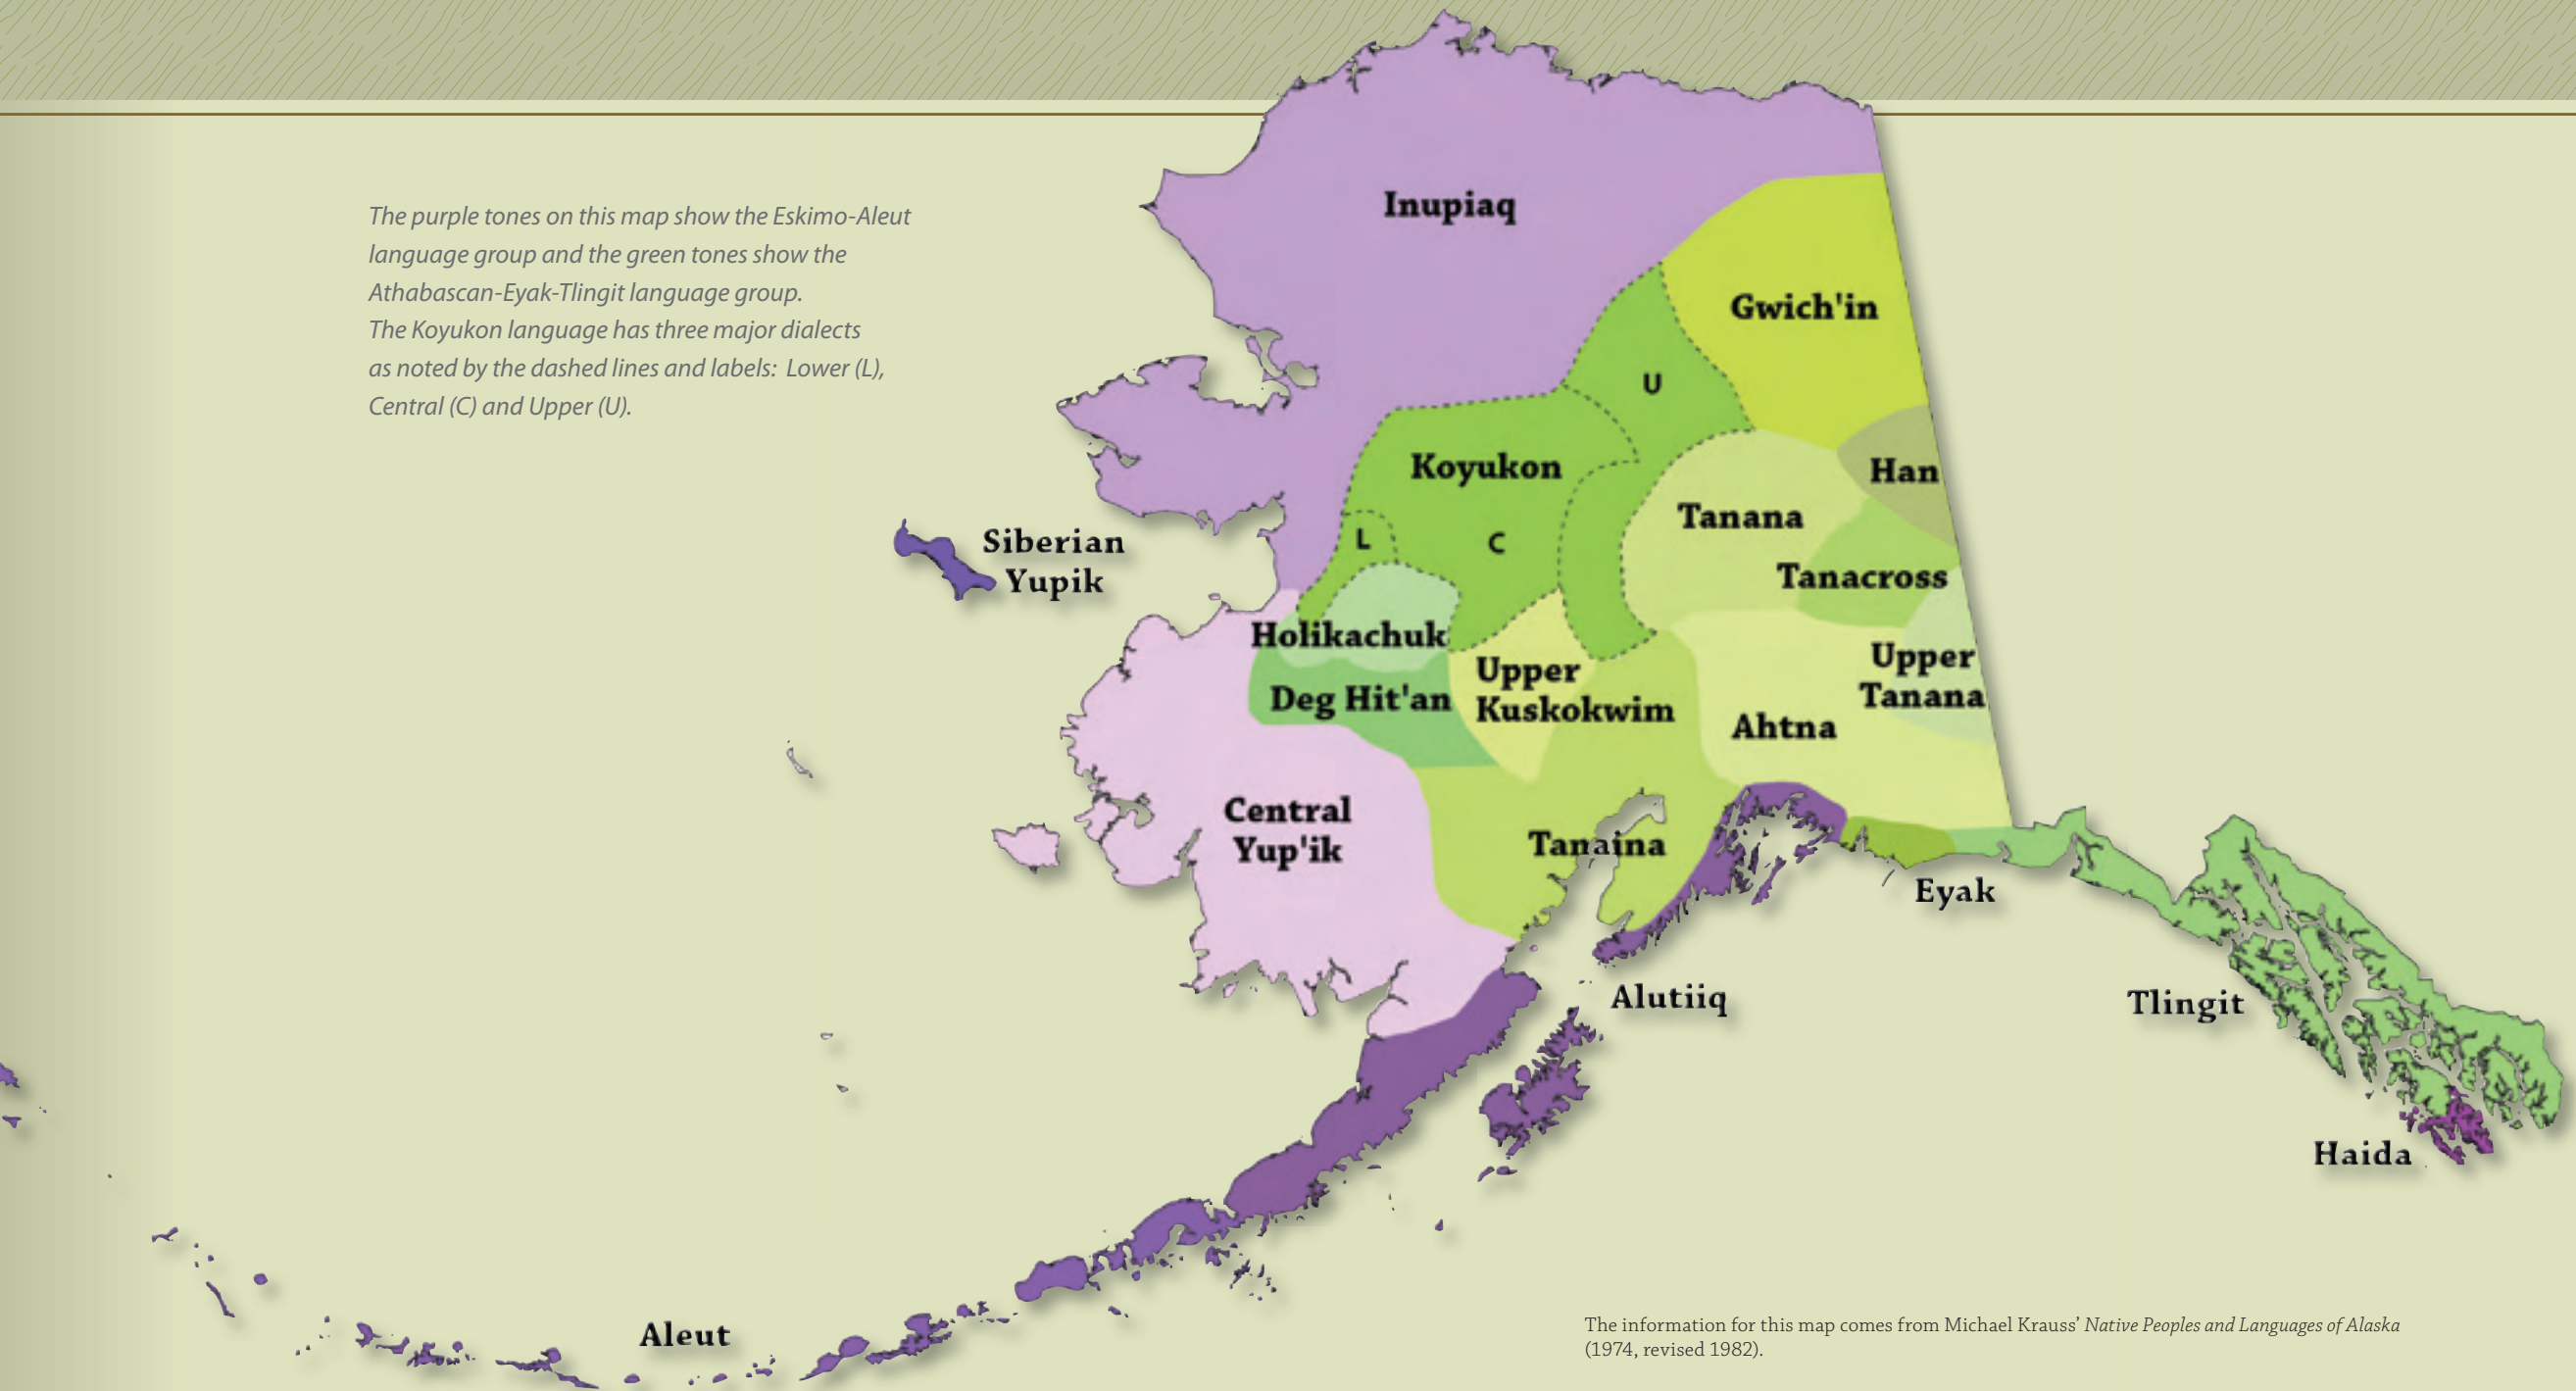 The purple tones on this map show the Eskimo-Aleut
language group and the green tones show the
Athabascan-Eyak-Tlingit language group.
The Koyukon language has three major dialects
as noted by the dashed lines and labels: Lower (L),
Central (C) and Upper (U).
Inupiaq
Gwich'in
U
Koyukon
Han
Tanana
L
C
Siberian
Yupik
Tanacross
Holikachuk
Upper
Kuskokwim
Upper
Tanana
Deg Hit'an
Ahtna
Central
Yup'ik
Tanaina
Eyak
Alutiiq
Tlingit
Haida
Aleut
The information for this map comes from Michael Krauss’ Native Peoples and Languages of Alaska
(1974, revised 1982).